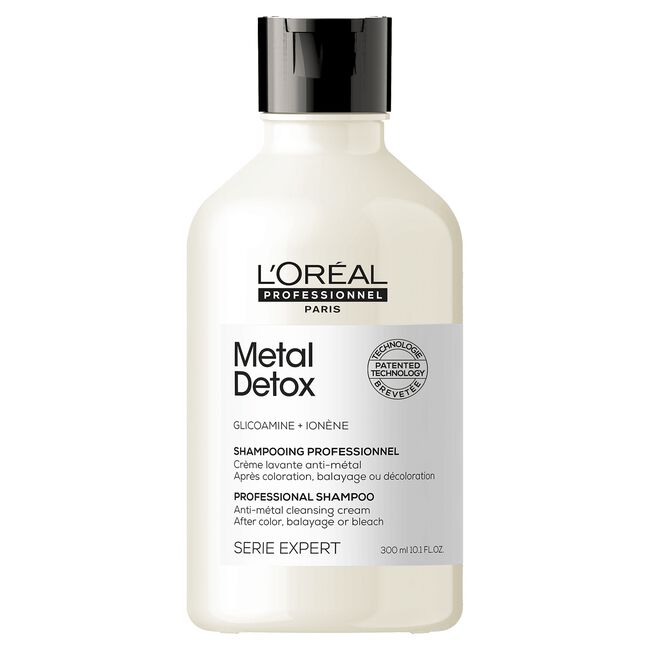 L'ORÉAL
PROFESSIONNEL
PARIS
Metal
Detox
TECHNOLOGIE
PATENTED
TECHNOLOGY
BREVETÉE
GLICOAMINE + IONÈNE
SHAMPOOING PROFESSIONNEL
Crème lavante anti-métal
Après coloration, balayage ou décoloration
PROFESSIONAL SHAMPOO
Anti-métal cleansing cream
After color, balayage or bleach
SERIE EXPERT
300 ml 10.1 FL.OZ.